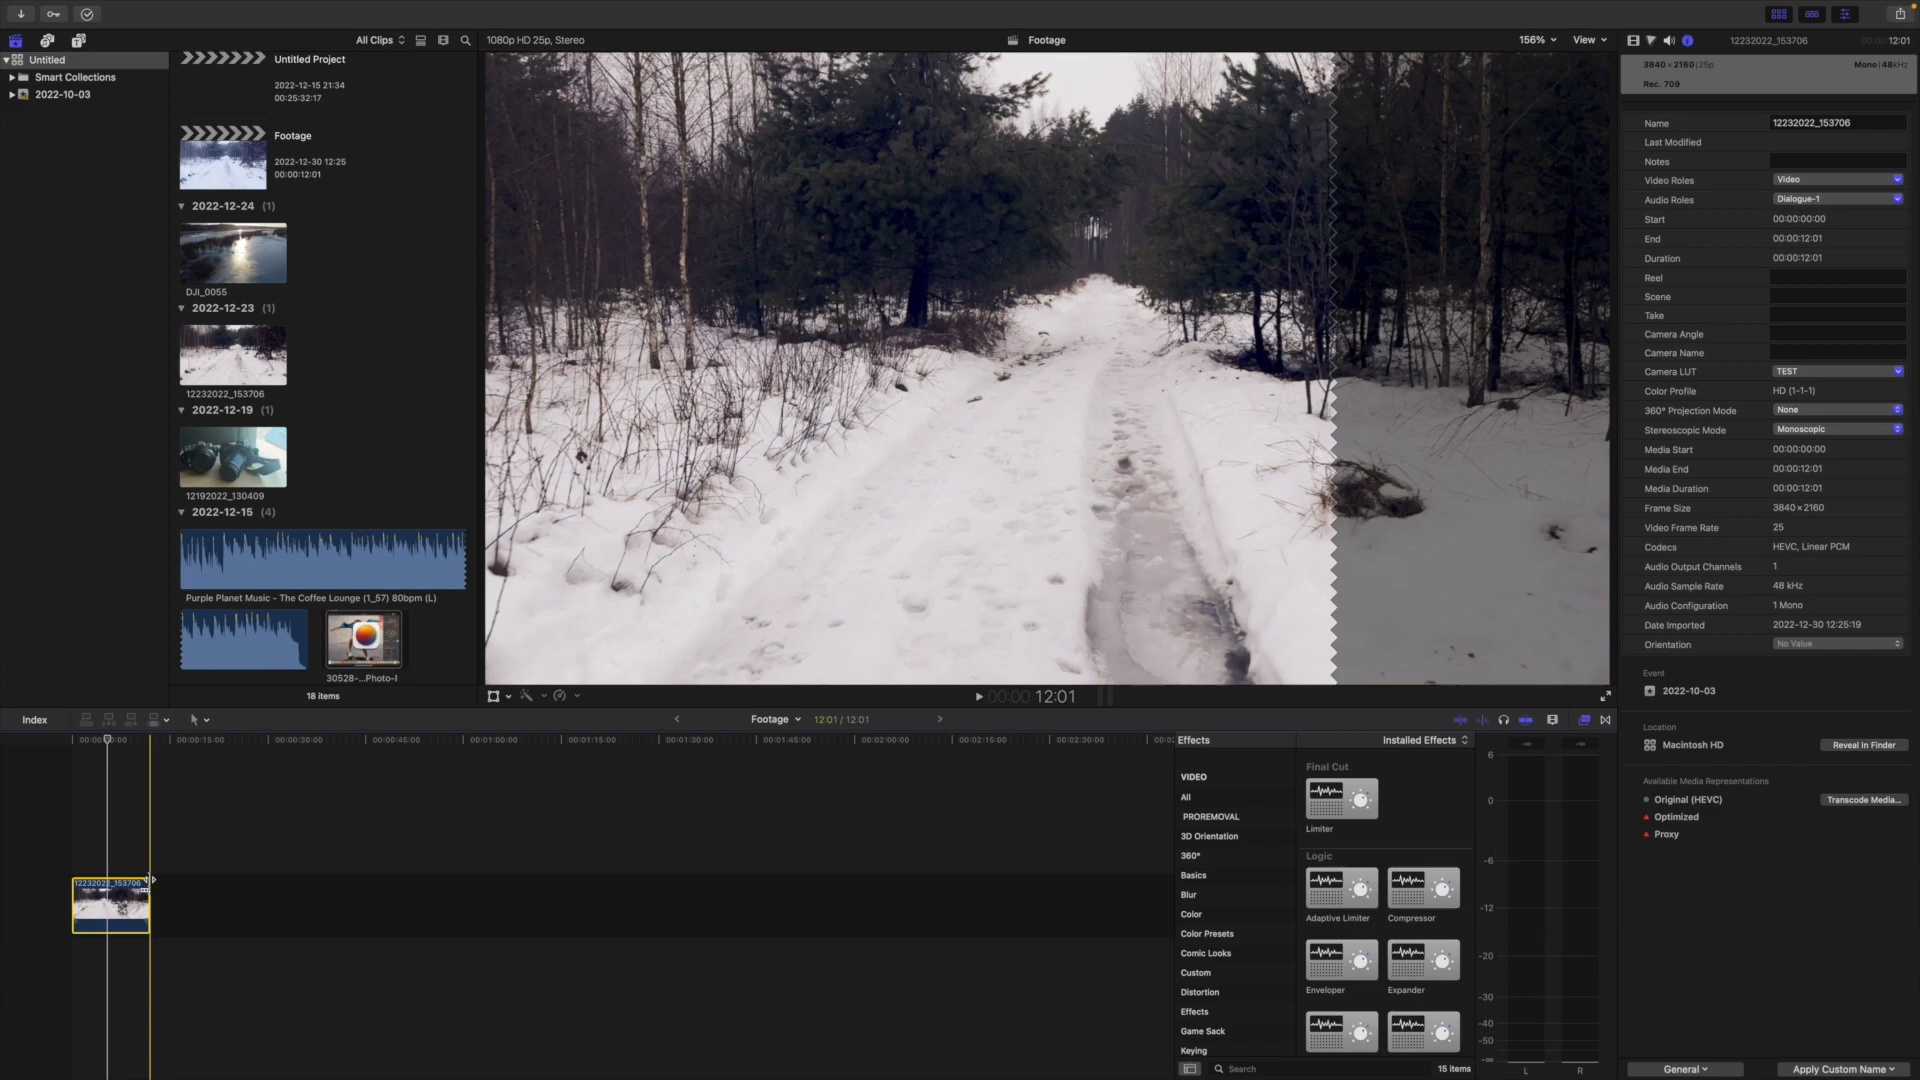 All Clips
1080p HD 25p, Stereo
Footage
156%
View
12232022_153706
00:00:12:01
Untitled
Smart Collections
2022-10-03
Untitled Project
2022-12-15 21:34
00:25:32:17
Footage
2022-12-30 12:25
00:00:12:01
2022-12-24 (1)
DJI_0055
2022-12-23 (1)
12232022_153706
2022-12-19 (1)
12192022_130409
2022-12-15 (4)
Purple Planet Music - The Coffee Lounge (1_57) 80bpm (L)
30528-...Photo-I
18 items
00:00:12:01
3840×2160 | 25p
Mono | 48kHz
Rec. 709
Name 12232022_153706
Last Modified
Notes
Video Roles Video
Audio Roles Dialogue-1
Start 00:00:00:00
End 00:00:12:01
Duration 00:00:12:01
Reel
Scene
Take
Camera Angle
Camera Name
Camera LUT TEST
Color Profile HD (1-1-1)
360° Projection Mode None
Stereoscopic Mode Monoscopic
Media Start 00:00:00:00
Media End 00:00:12:01
Media Duration 00:00:12:01
Frame Size 3840×2160
Video Frame Rate 25
Codecs HEVC, Linear PCM
Audio Output Channels 1
Audio Sample Rate 48 kHz
Audio Configuration 1 Mono
Date Imported 2022-12-30 12:25:19
Orientation No Value
Event
2022-10-03
Location
Macintosh HD
Reveal In Finder
Available Media Representations
Original (HEVC)
Transcode Media...
Optimized
Proxy
General
Apply Custom Name
Index
Footage
12:01 / 12:01
00:00:15:00
00:00:30:00
00:00:45:00
00:01:00:00
00:01:15:00
00:01:30:00
00:01:45:00
00:02:00:00
00:02:15:00
00:02:30:00
12232022_153706
Effects
Installed Effects
VIDEO
All
PROREMOVAL
3D Orientation
360°
Basics
Blur
Color
Color Presets
Comic Looks
Custom
Distortion
Effects
Game Sack
Keying
Final Cut
Limiter
Logic
Adaptive Limiter
Compressor
Enveloper
Expander
Search
15 items
6
0
-6
-12
-20
-30
-40
-50
-∞
L
R